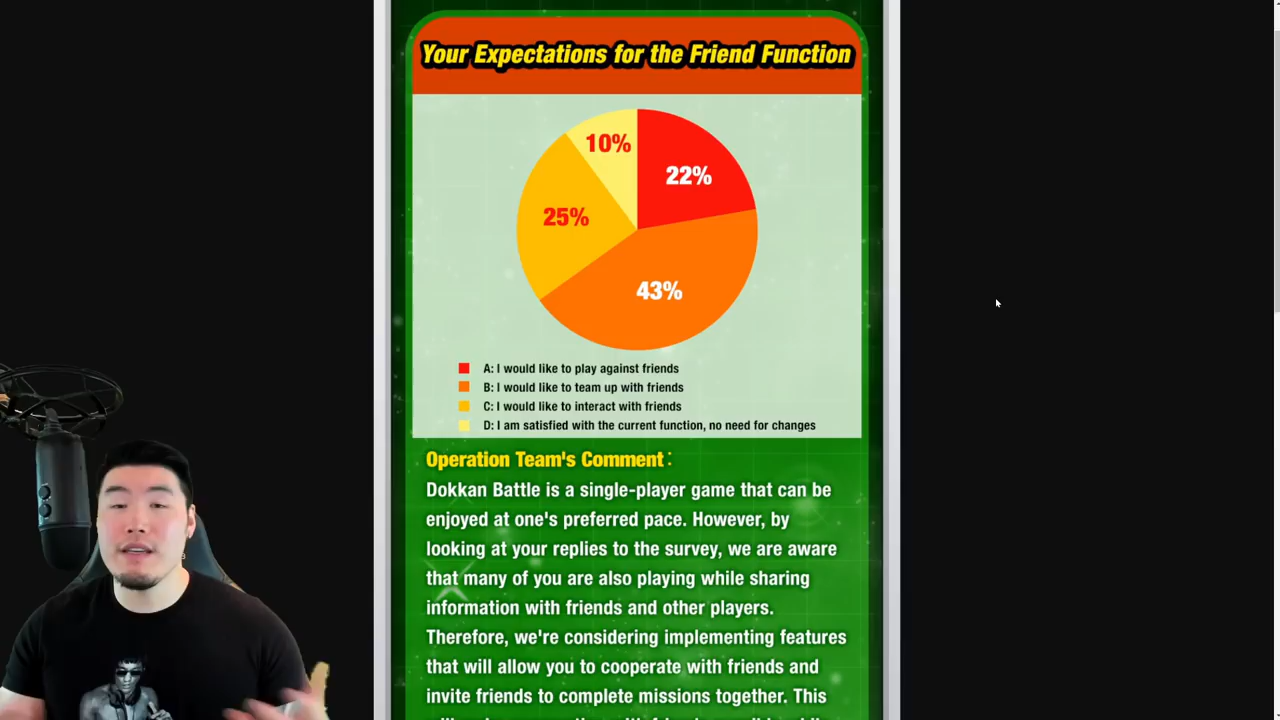 Your Expectations for the Friend Function
10%
22%
25%
43%
A: I would like to play against friends
B: I would like to team up with friends
C: I would like to interact with friends
D: I am satisfied with the current function, no need for changes
Operation Team's Comment:
Dokkan Battle is a single-player game that can be
enjoyed at one's preferred pace. However, by
looking at your replies to the survey, we are aware
that many of you are also playing while sharing
information with friends and other players.
Therefore, we're considering implementing features
that will allow you to cooperate with friends and
invite friends to complete missions together. This